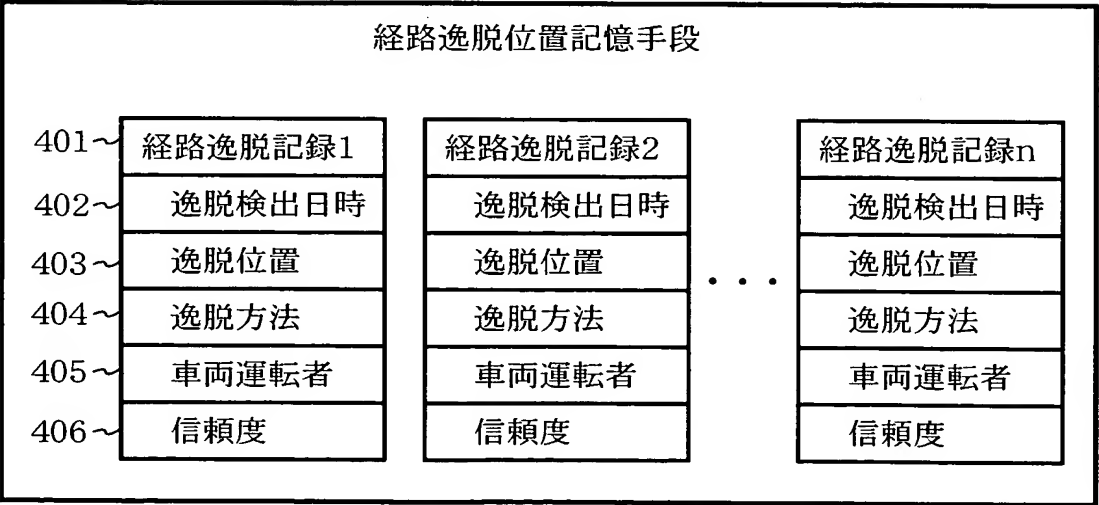 経路逸脱位置記憶手段
401~ 経路逸脱記録1 経路逸脱記録2 経路逸脱記録n
402~ 逸脱検出日時 逸脱検出日時 逸脱検出日時
403~ 逸脱位置 逸脱位置 ・・・ 逸脱位置
404~ 逸脱方法 逸脱方法 逸脱方法
405~ 車両運転者 車両運転者 車両運転者
406~ 信頼度 信頼度 信頼度